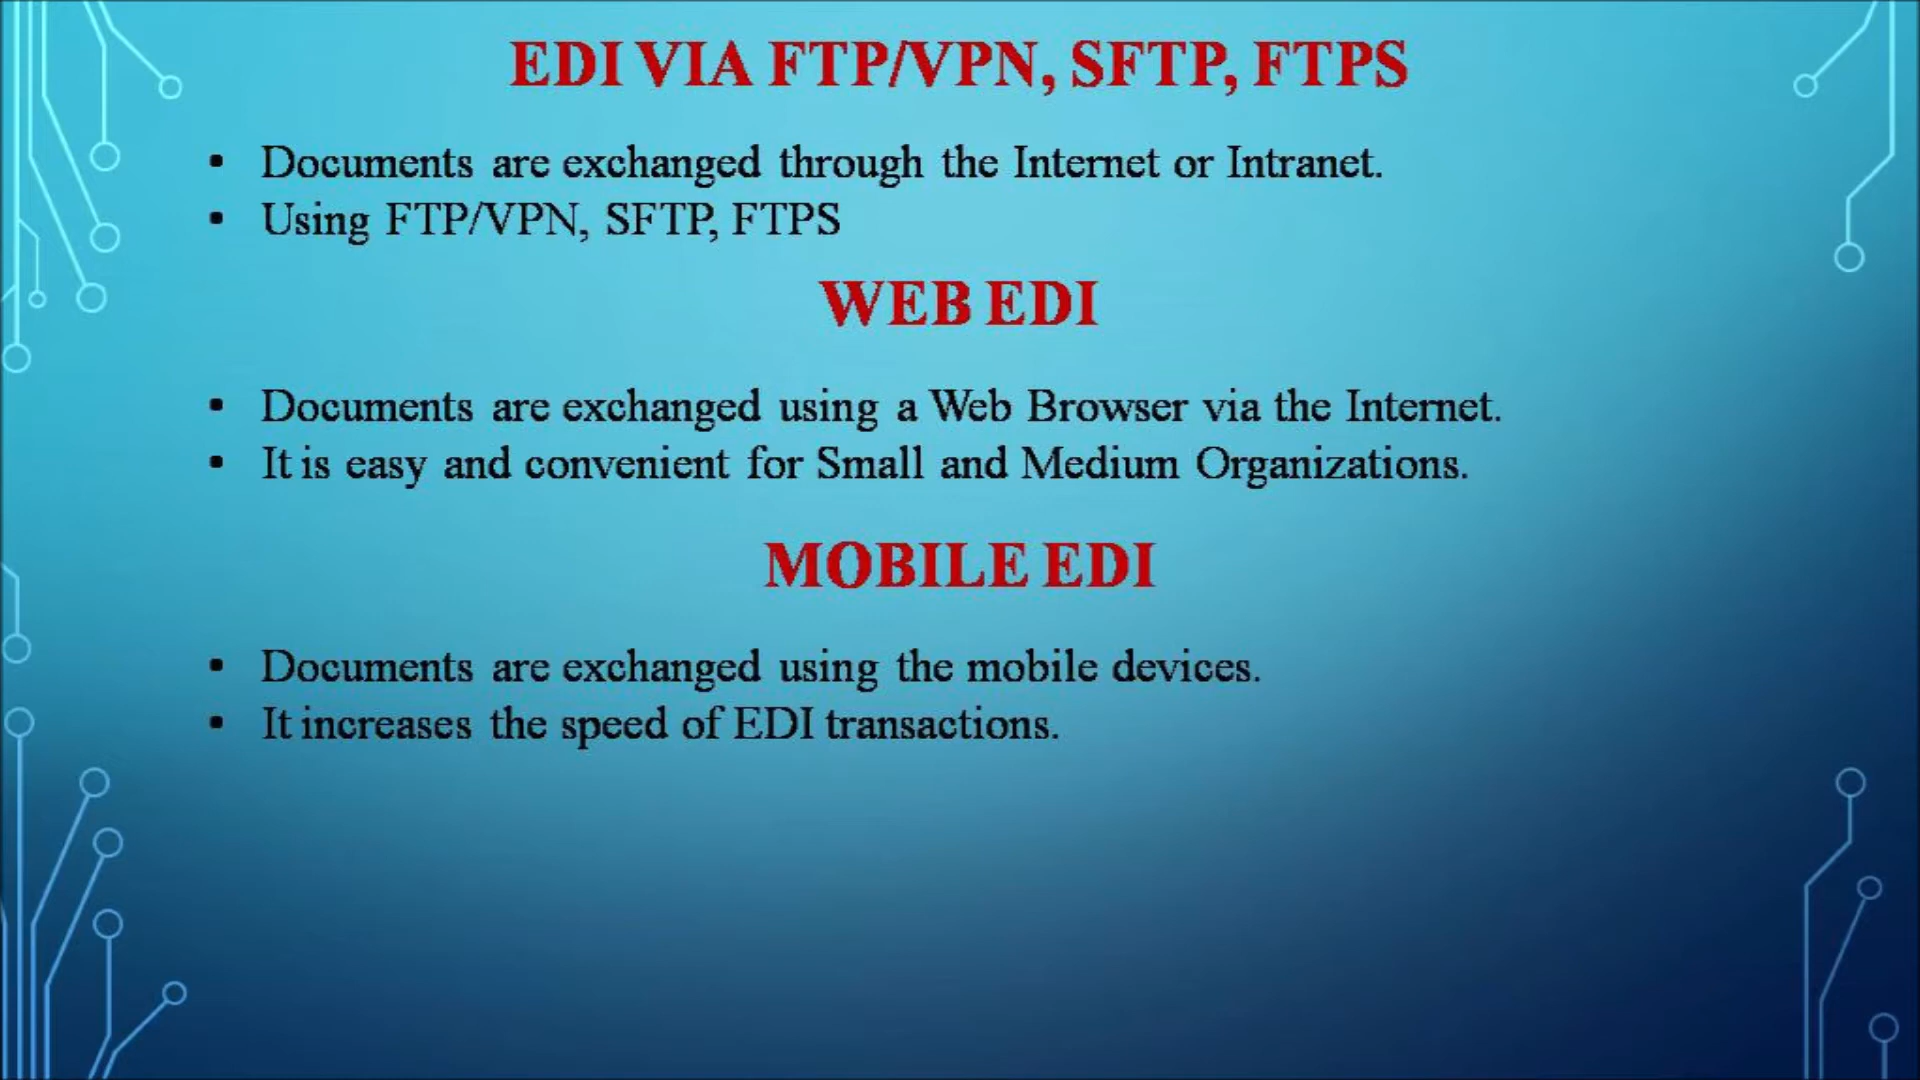 EDI VIA FTP/VPN, SFTP, FTPS
• Documents are exchanged through the Internet or Intranet.
• Using FTP/VPN, SFTP, FTPS
WEB EDI
• Documents are exchanged using a Web Browser via the Internet.
• It is easy and convenient for Small and Medium Organizations.
MOBILE EDI
• Documents are exchanged using the mobile devices.
• It increases the speed of EDI transactions.